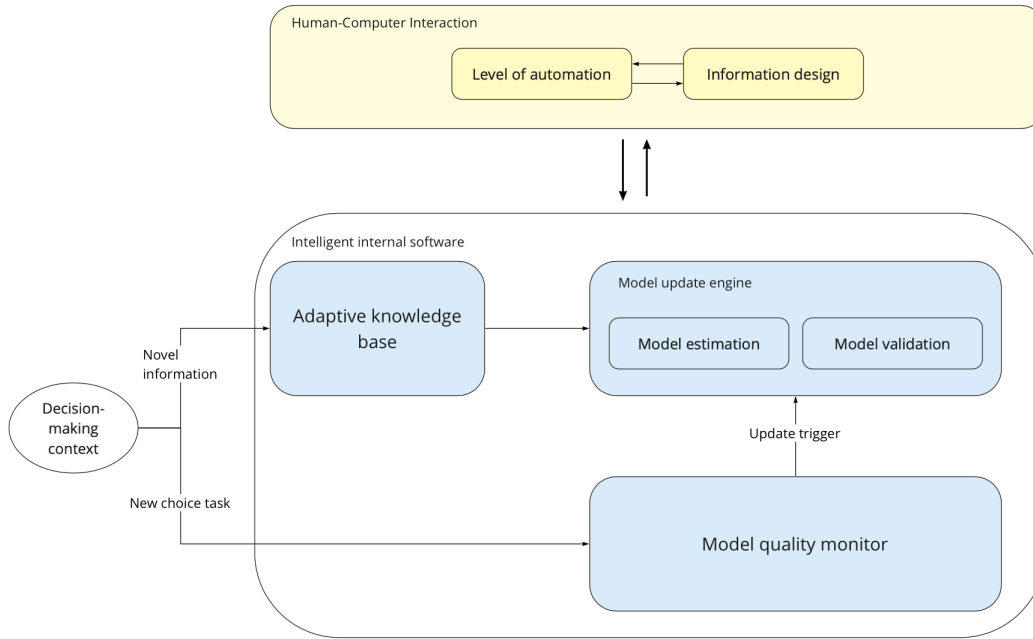 Human-Computer Interaction
Level of automation
Information design
Intelligent internal software
Adaptive knowledge
base
Model update engine
Model estimation
Model validation
Novel
information
Decision-
making
context
Update trigger
New choice task
Model quality monitor